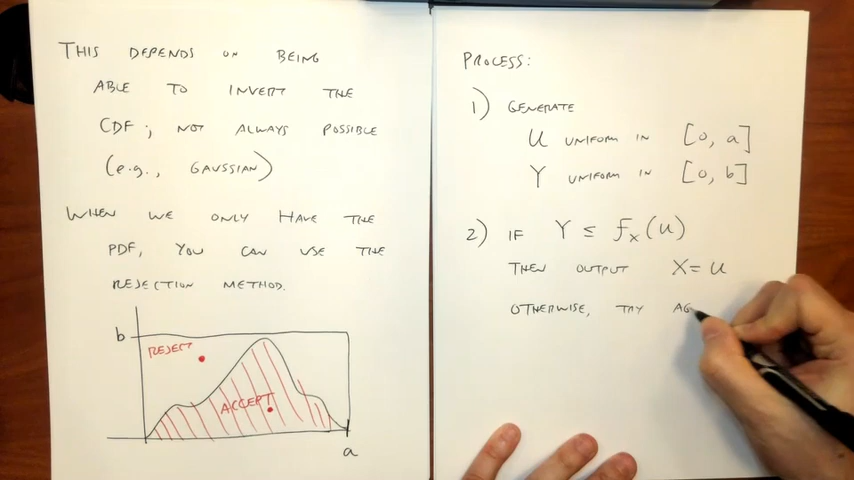 THIS DEPENDS ON BEING
ABLE TO INVERT THE
CDF; NOT ALWAYS POSSIBLE
(e.g., GAUSSIAN)
WHEN WE ONLY HAVE THE
PDF, YOU CAN USE THE
REJECTION METHOD.
b
REJECT
ACCEPT
a
PROCESS:
1) GENERATE
U UNIFORM IN [0, a]
Y UNIFORM IN [0, b]
2) IF Y ≤ fₓ(u)
THEN OUTPUT X = U
OTHERWISE, TRY AG